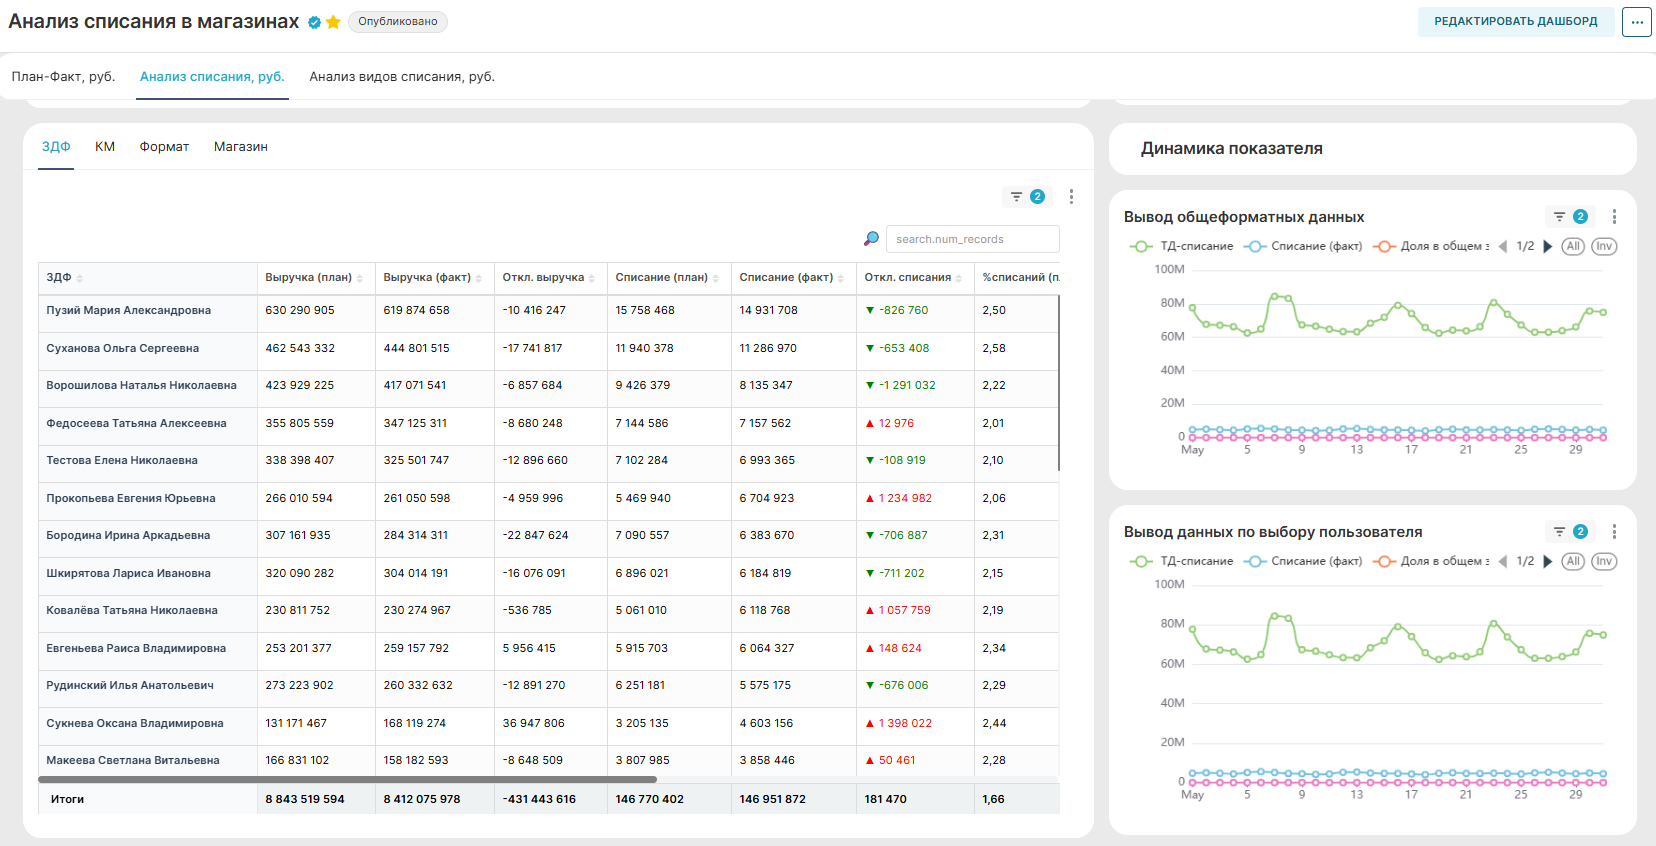 Анализ списания в магазинах
Опубликовано
РЕДАКТИРОВАТЬ ДАШБОРД
План-Факт, руб.
Анализ списания, руб.
Анализ видов списания, руб.
ЗДФ
КМ
Формат
Магазин
2
search.num_records
ЗДФ Выручка (план) Выручка (факт) Откл. выручка Списание (план) Списание (факт) Откл. списания %списаний (п
Пузий Мария Александровна 630 290 905 619 874 658 -10 416 247 15 758 468 14 931 708 ▼ -826 760 2,50
Суханова Ольга Сергеевна 462 543 332 444 801 515 -17 741 817 11 940 378 11 286 970 ▼ -653 408 2,58
Ворошилова Наталья Николаевна 423 929 225 417 071 541 -6 857 684 9 426 379 8 135 347 ▼ -1 291 032 2,22
Федосеева Татьяна Алексеевна 355 805 559 347 125 311 -8 680 248 7 144 586 7 157 562 ▲ 12 976 2,01
Тестова Елена Николаевна 338 398 407 325 501 747 -12 896 660 7 102 284 6 993 365 ▼ -108 919 2,10
Прокопьева Евгения Юрьевна 266 010 594 261 050 598 -4 959 996 5 469 940 6 704 923 ▲ 1 234 982 2,06
Бородина Ирина Аркадьевна 307 161 935 284 314 311 -22 847 624 7 090 557 6 383 670 ▼ -706 887 2,31
Шкирятова Лариса Ивановна 320 090 282 304 014 191 -16 076 091 6 896 021 6 184 819 ▼ -711 202 2,15
Ковалёва Татьяна Николаевна 230 811 752 230 274 967 -536 785 5 061 010 6 118 768 ▲ 1 057 759 2,19
Евгеньева Раиса Владимировна 253 201 377 259 157 792 5 956 415 5 915 703 6 064 327 ▲ 148 624 2,34
Рудинский Илья Анатольевич 273 223 902 260 332 632 -12 891 270 6 251 181 5 575 175 ▼ -676 006 2,29
Сукнева Оксана Владимировна 131 171 467 168 119 274 36 947 806 3 205 135 4 603 156 ▲ 1 398 022 2,44
Макеева Светлана Витальевна 166 831 102 158 182 593 -8 648 509 3 807 985 3 858 446 ▲ 50 461 2,28
Итоги 8 843 519 594 8 412 075 978 -431 443 616 146 770 402 146 951 872 181 470 1,66
Динамика показателя
Вывод общеформатных данных
2
ТД-списание Списание (факт) Доля в общем 1/2 All Inv
100M
80M
60M
40M
20M
0
May 5 9 13 17 21 25 29
Вывод данных по выбору пользователя
2
ТД-списание Списание (факт) Доля в общем 1/2 All Inv
100M
80M
60M
40M
20M
0
May 5 9 13 17 21 25 29